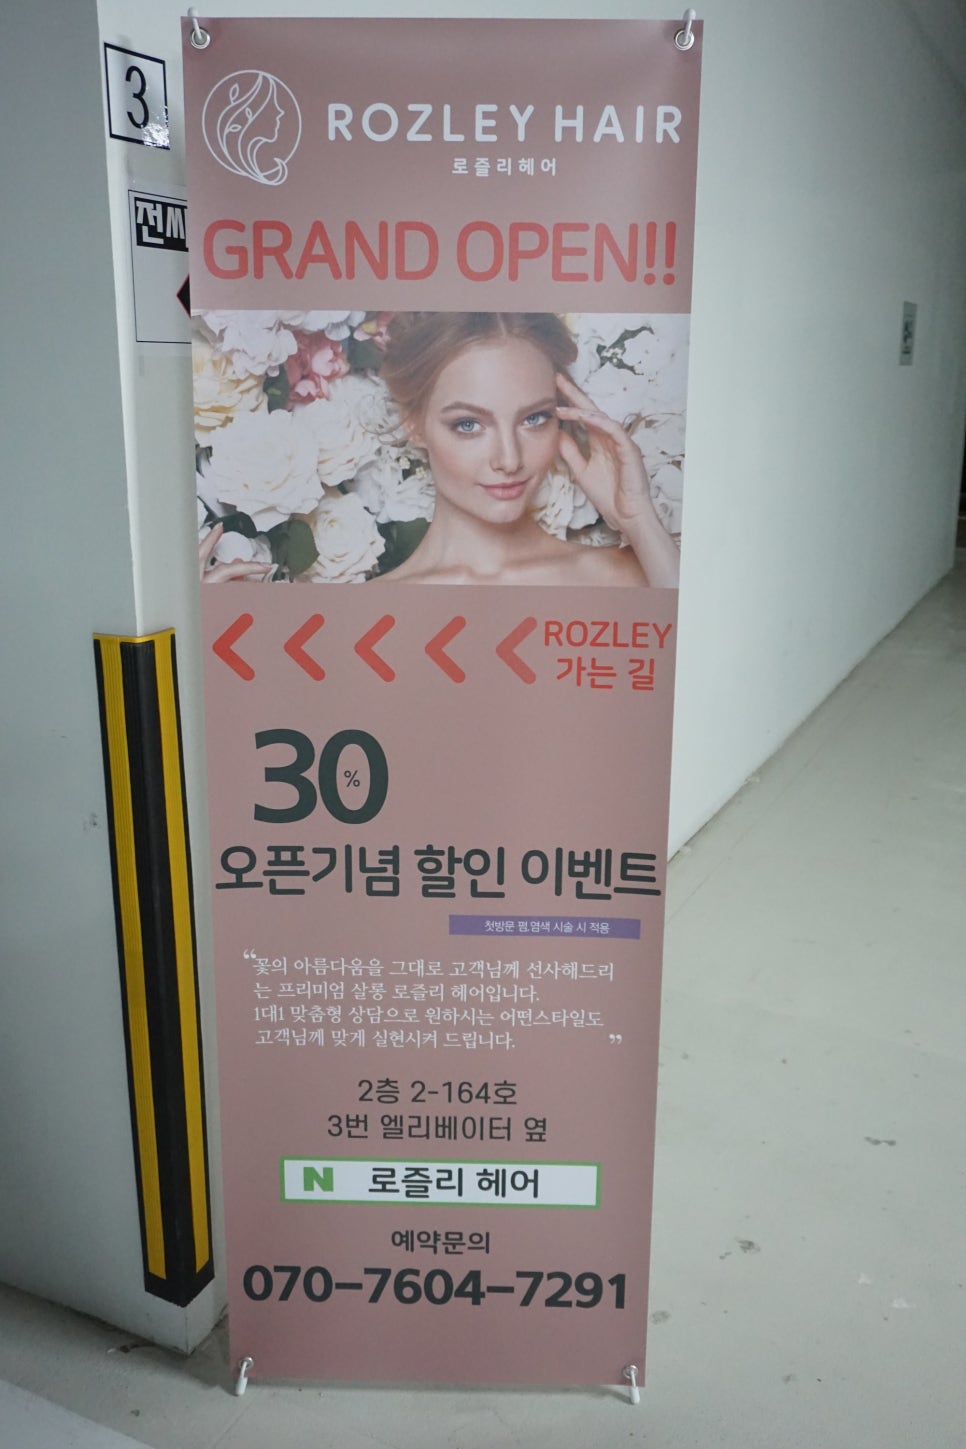 3
전씨
ROZLEY HAIR
로즐리헤어
GRAND OPEN!!
ROZLEY
가는 길
30%
오픈기념 할인 이벤트
첫방문 펌,염색 시술 시 적용
“꽃의 아름다움을 그대로 고객님께 선사해드리
는 프리미엄 살롱 로즐리 헤어입니다.
1대1 맞춤형 상담으로 원하시는 어떤스타일도
고객님께 맞게 실현시켜 드립니다. ”
2층 2-164호
3번 엘리베이터 옆
N 로즐리 헤어
예약문의
070-7604-7291